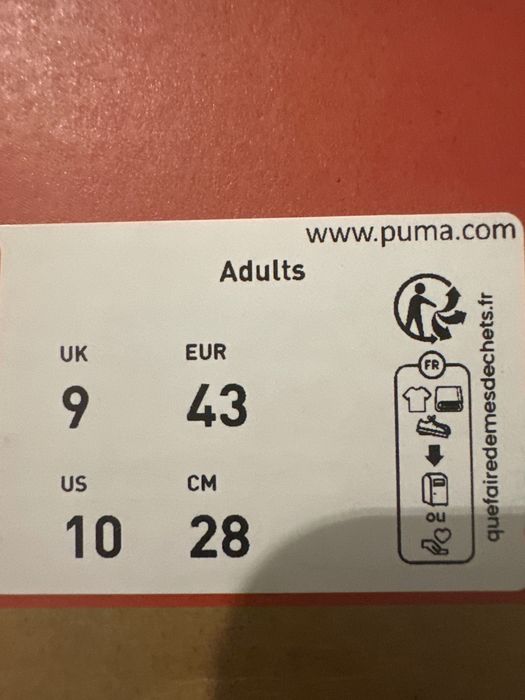 www.puma.com
Adults
UK EUR
9 43
US CM
10 28
FR
ou
quefairedemesdechets.fr